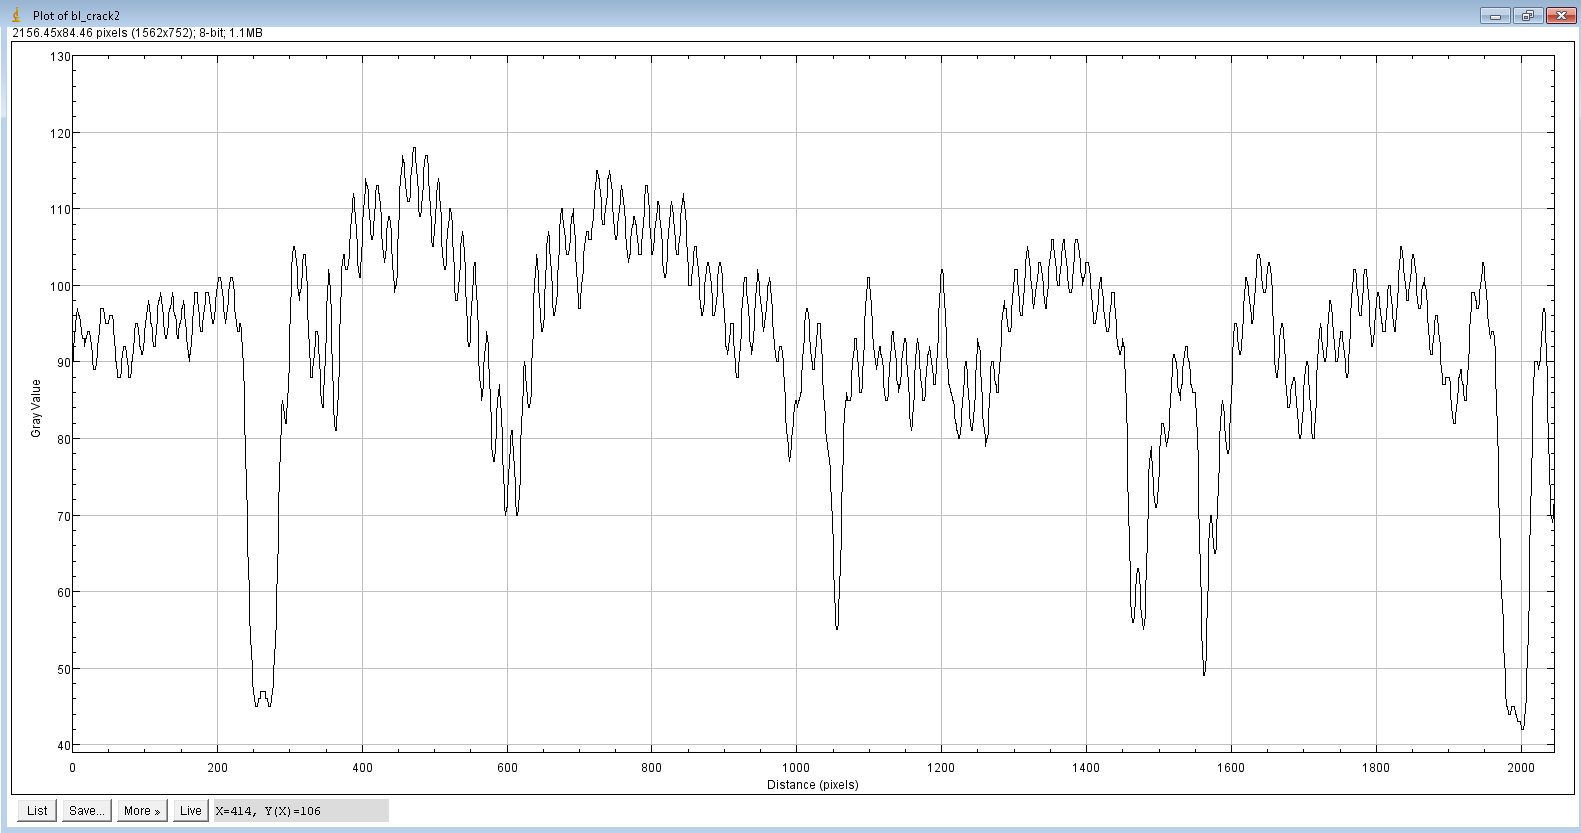 Plot of bl_crack2
2156.45x84.46 pixels (1562x752); 8-bit; 1.1MB
130
120
110
100
90
80
70
60
50
40
Gray Value
0 200 400 600 800 1000 1200 1400 1600 1800 2000
Distance (pixels)
List Save... More » Live X=414, Y(X)=106